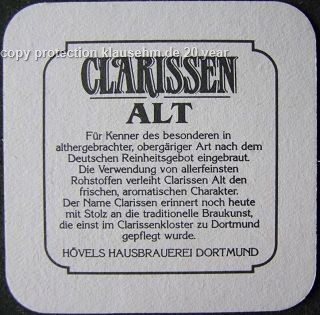 copy protection klausehm.de 20 year
CLARISSEN
ALT
Für Kenner des besonderen in
althergebrachter, obergäriger Art nach dem
Deutschen Reinheitsgebot eingebraut.
Die Verwendung von allerfeinsten
Rohstoffen verleiht Clarissen Alt den
frischen, aromatischen Charakter.
Der Name Clarissen erinnert noch heute
mit Stolz an die traditionelle Braukunst,
die einst im Clarissenkloster zu Dortmund
gepflegt wurde.
HÖVELS HAUSBRAUEREI DORTMUND